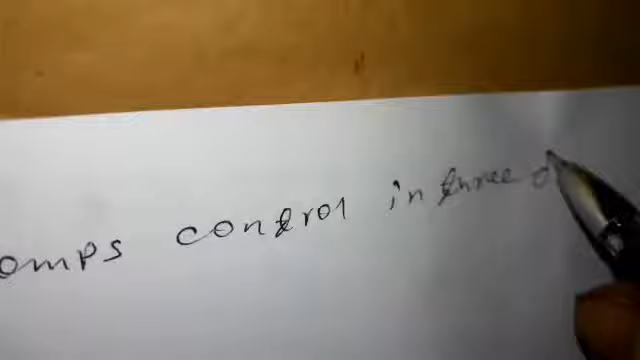 omps control in three